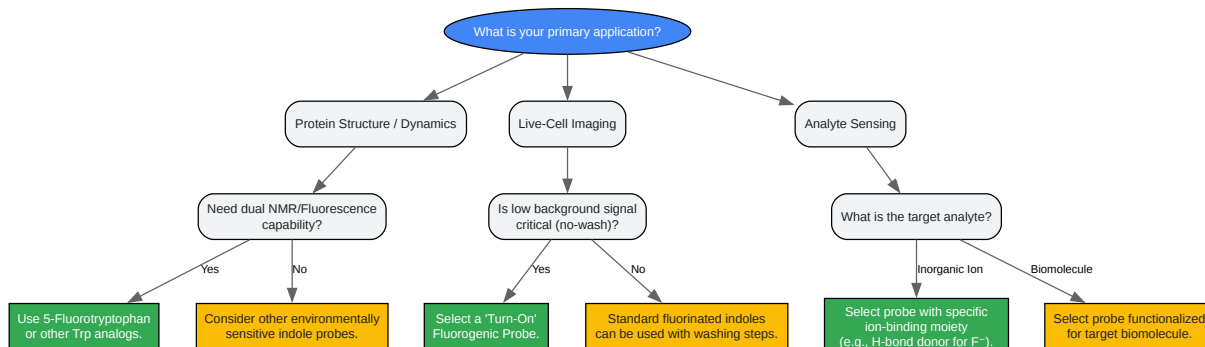 What is your primary application?
Protein Structure / Dynamics
Live-Cell Imaging
Analyte Sensing
Need dual NMR/Fluorescence
capability?
Is low background signal
critical (no-wash)?
What is the target analyte?
Yes
No
Yes
No
Inorganic Ion
Biomolecule
Use 5-Fluorotryptophan
or other Trp analogs.
Consider other environmentally
sensitive indole probes.
Select a 'Turn-On'
Fluorogenic Probe.
Standard fluorinated indoles
can be used with washing steps.
Select probe with specific
ion-binding moiety
(e.g., H-bond donor for F⁻).
Select probe functionalized
for target biomolecule.